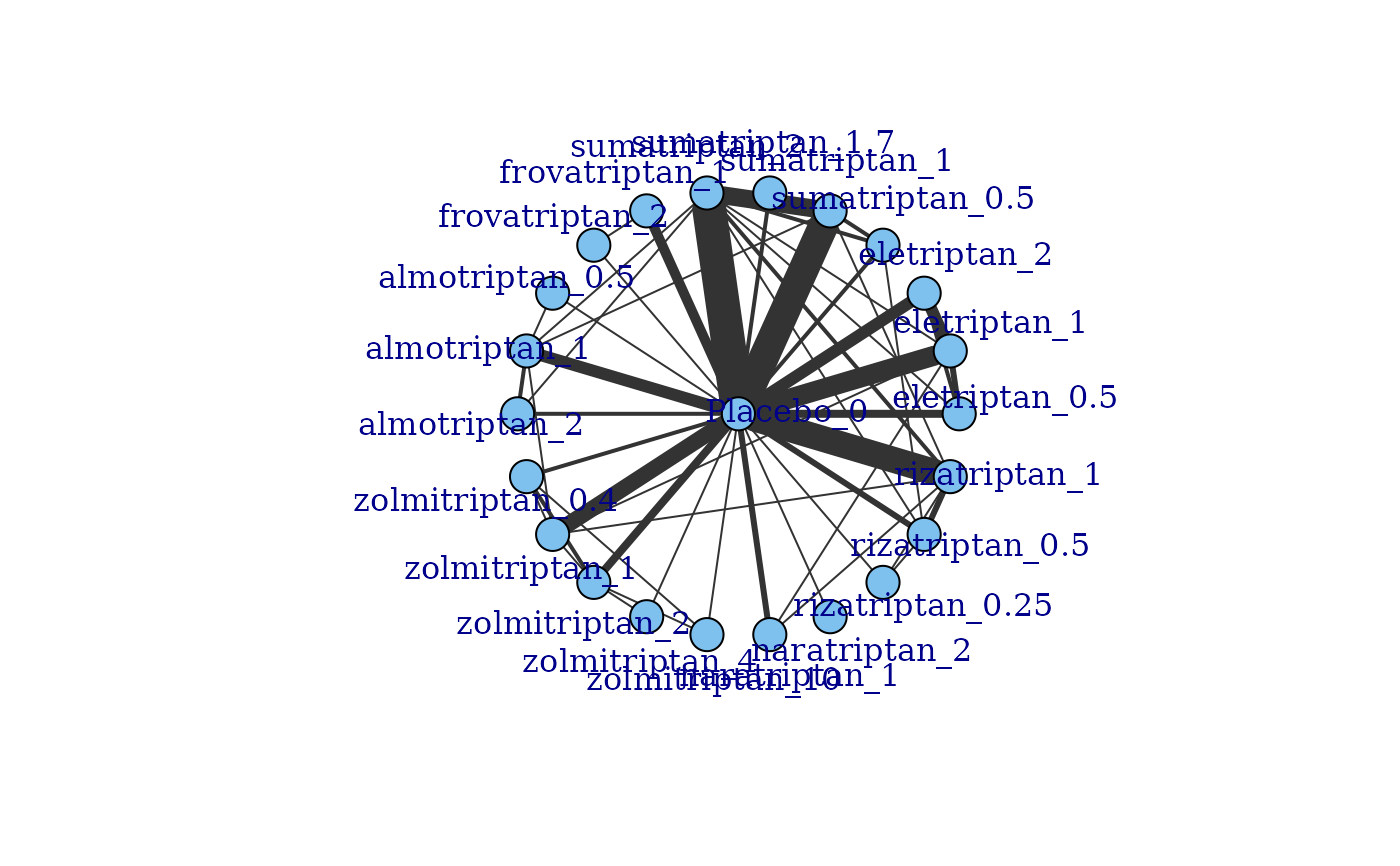 sumatriptan_2
sumatriptan_1.7
sumatriptan_1
frovatriptan_1
sumatriptan_0.5
frovatriptan_2
eletriptan_2
almotriptan_0.5
eletriptan_1
almotriptan_1
eletriptan_0.5
Placebo_0
almotriptan_2
rizatriptan_1
zolmitriptan_0.4
rizatriptan_0.5
zolmitriptan_1
rizatriptan_0.25
zolmitriptan_2
naratriptan_2
zolmitriptan_4
naratriptan_1
zolmitriptan_10